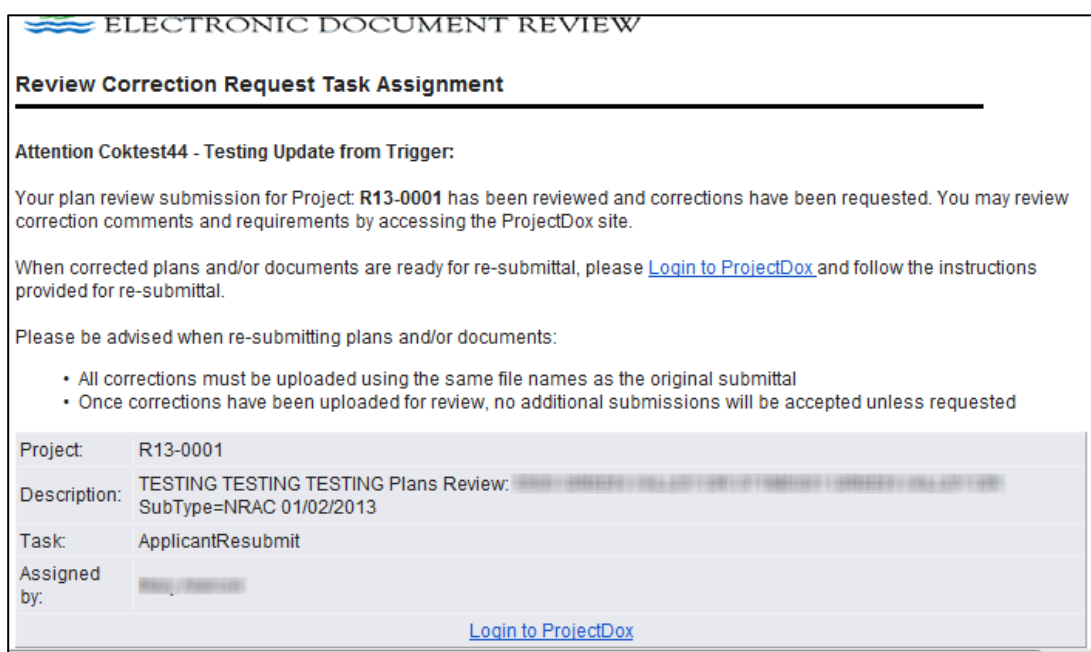 ELECTRONIC DOCUMENT REVIEW
Review Correction Request Task Assignment
Attention Coktest44 - Testing Update from Trigger:
Your plan review submission for Project: R13-0001 has been reviewed and corrections have been requested. You may review
correction comments and requirements by accessing the ProjectDox site.
When corrected plans and/or documents are ready for re-submittal, please Login to ProjectDox and follow the instructions
provided for re-submittal.
Please be advised when re-submitting plans and/or documents:
• All corrections must be uploaded using the same file names as the original submittal
• Once corrections have been uploaded for review, no additional submissions will be accepted unless requested
Project: R13-0001
Description: TESTING TESTING TESTING Plans Review:
SubType=NRAC 01/02/2013
Task: ApplicantResubmit
Assigned
by:
Login to ProjectDox